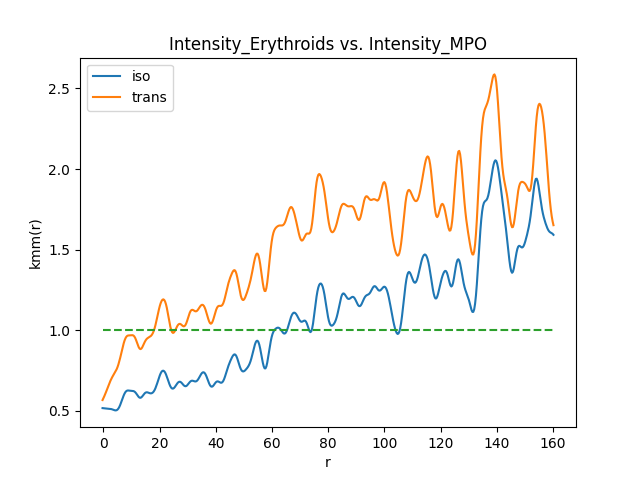 Intensity_Erythroids vs. Intensity_MPO
iso
trans
2.5
2.0
1.5
1.0
0.5
kmm(r)
0 20 40 60 80 100 120 140 160
r